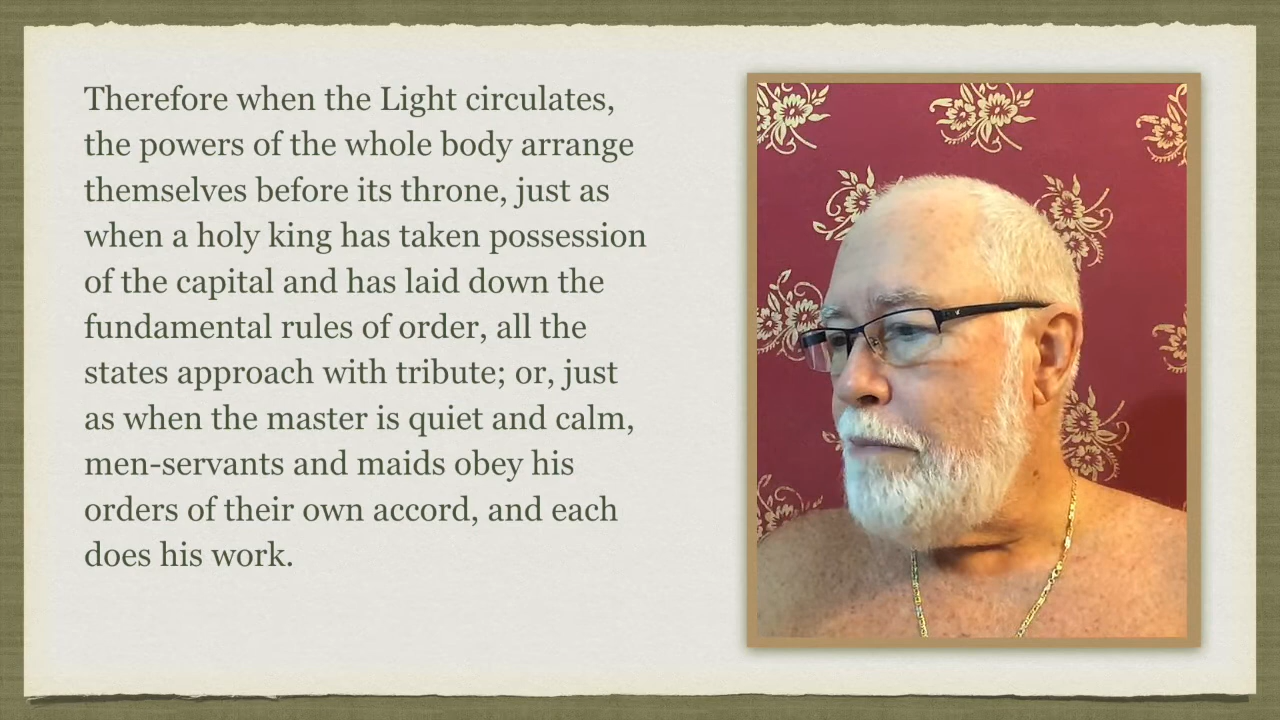 Therefore when the Light circulates,
the powers of the whole body arrange
themselves before its throne, just as
when a holy king has taken possession
of the capital and has laid down the
fundamental rules of order, all the
states approach with tribute; or, just
as when the master is quiet and calm,
men-servants and maids obey his
orders of their own accord, and each
does his work.